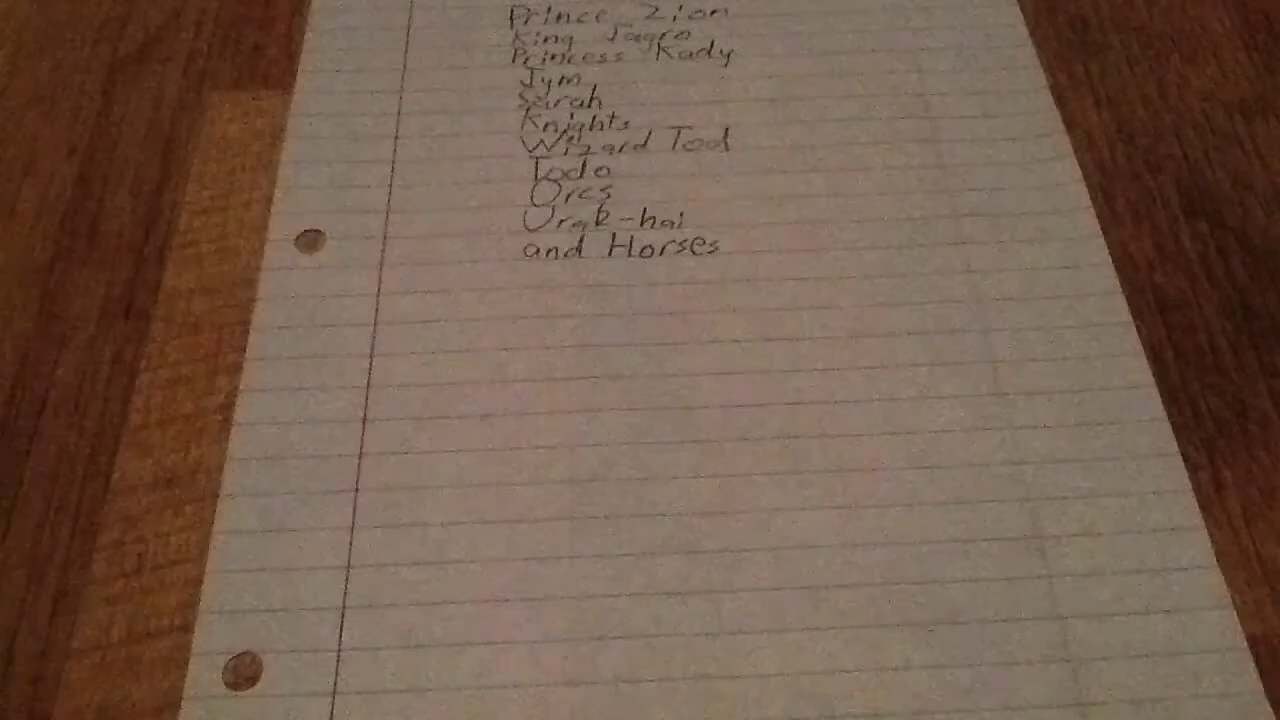 Prince Zion
King Jagro
Princess Kady
Jym
Sarah
Knights
Wizard Tod
Todo
Orcs
Uruk-hai
and Horses